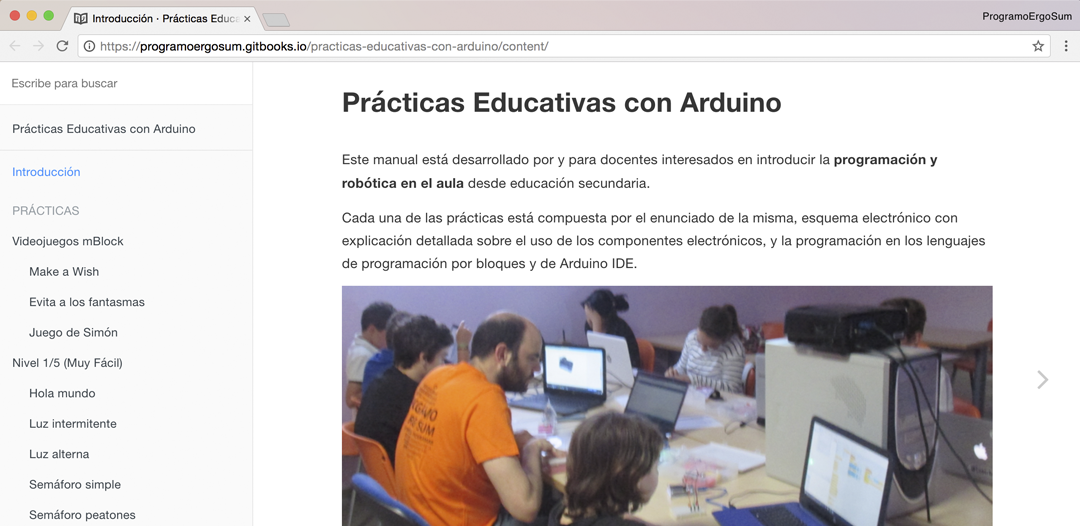 Introducción · Prácticas Educa
ProgramoErgoSum
https://programoergosum.gitbooks.io/practicas-educativas-con-arduino/content/
Escribe para buscar
Prácticas Educativas con Arduino
Introducción
PRÁCTICAS
Videojuegos mBlock
Make a Wish
Evita a los fantasmas
Juego de Simón
Nivel 1/5 (Muy Fácil)
Hola mundo
Luz intermitente
Luz alterna
Semáforo simple
Semáforo peatones
Prácticas Educativas con Arduino
Este manual está desarrollado por y para docentes interesados en introducir la programación y
robótica en el aula desde educación secundaria.
Cada una de las prácticas está compuesta por el enunciado de la misma, esquema electrónico con
explicación detallada sobre el uso de los componentes electrónicos, y la programación en los lenguajes
de programación por bloques y de Arduino IDE.